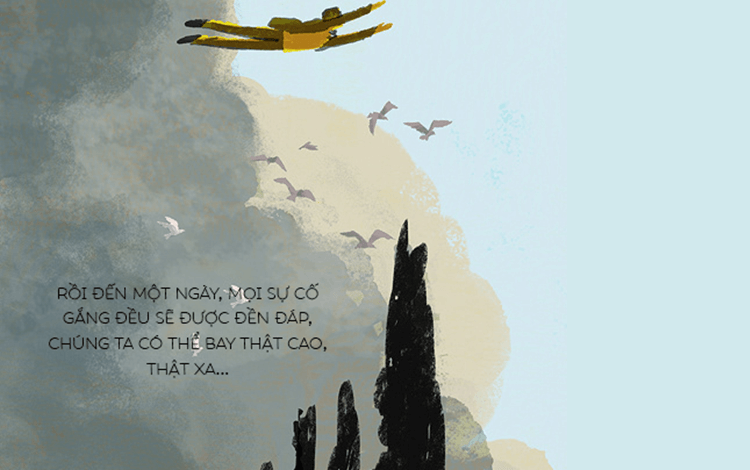 RỒI ĐẾN MỘT NGÀY, MỌI SỰ CỐ
GẮNG ĐỀU SẼ ĐƯỢC ĐỀN ĐÁP,
CHÚNG TA CÓ THỂ BAY THẬT CAO,
THẬT XA...